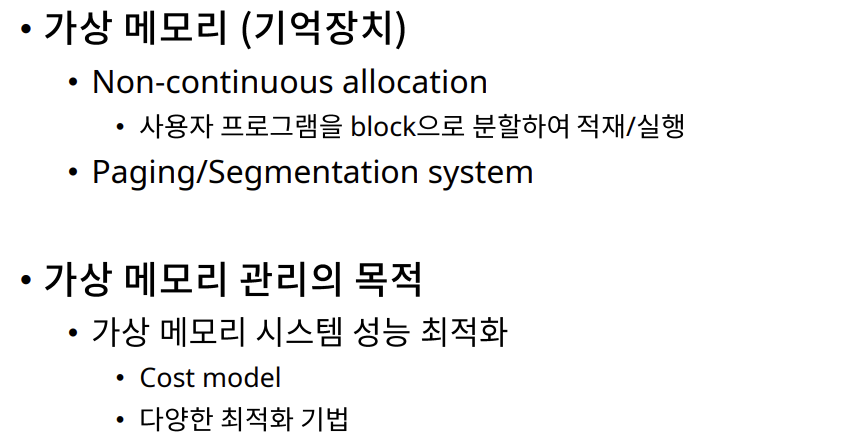 • 가상 메모리 (기억장치)
• Non-continuous allocation
• 사용자 프로그램을 block으로 분할하여 적재/실행
• Paging/Segmentation system
• 가상 메모리 관리의 목적
• 가상 메모리 시스템 성능 최적화
• Cost model
• 다양한 최적화 기법